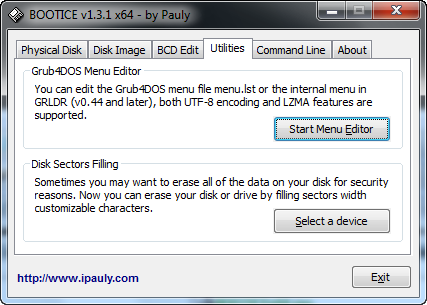 BOOTICE v1.3.1 x64 - by Pauly
Physical Disk Disk Image BCD Edit Utilities Command Line About
Grub4DOS Menu Editor
You can edit the Grub4DOS menu file menu.lst or the internal menu in
GRLDR (v0.44 and later), both UTF-8 encoding and LZMA features are
supported.
Start Menu Editor
Disk Sectors Filling
Sometimes you may want to erase all of the data on your disk for security
reasons. Now you can erase your disk or drive by filling sectors width
customizable characters.
Select a device
http://www.ipauly.com
Exit